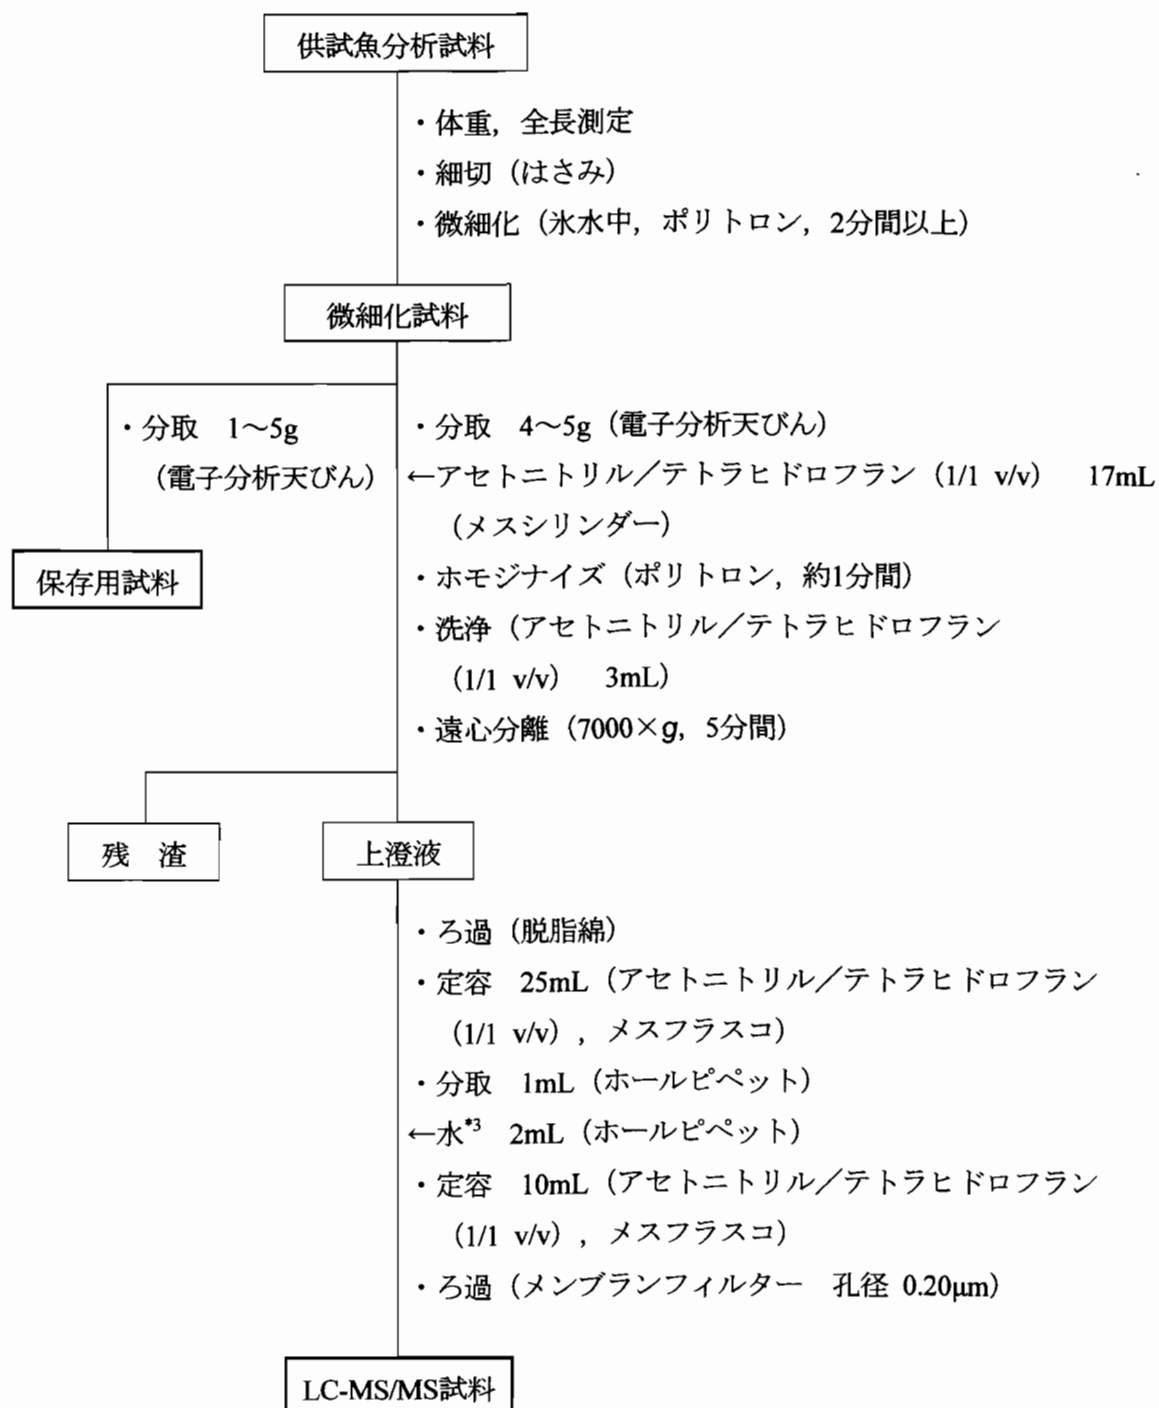 供試魚分析試料
・体重，全長測定
・細切（はさみ）
・微細化（氷水中，ポリトロン，2分間以上）
微細化試料
・分取　1～5g
（電子分析天びん）
保存用試料
・分取　4～5g（電子分析天びん）
←アセトニトリル／テトラヒドロフラン（1/1 v/v）　17mL
（メスシリンダー）
・ホモジナイズ（ポリトロン，約1分間）
・洗浄（アセトニトリル／テトラヒドロフラン
（1/1 v/v）　3mL）
・遠心分離（7000×g，5分間）
残　渣
上澄液
・ろ過（脱脂綿）
・定容　25mL（アセトニトリル／テトラヒドロフラン
（1/1 v/v），メスフラスコ）
・分取　1mL（ホールピペット）
←水*3　2mL（ホールピペット）
・定容　10mL（アセトニトリル／テトラヒドロフラン
（1/1 v/v），メスフラスコ）
・ろ過（メンブランフィルター　孔径 0.20μm）
LC-MS/MS試料